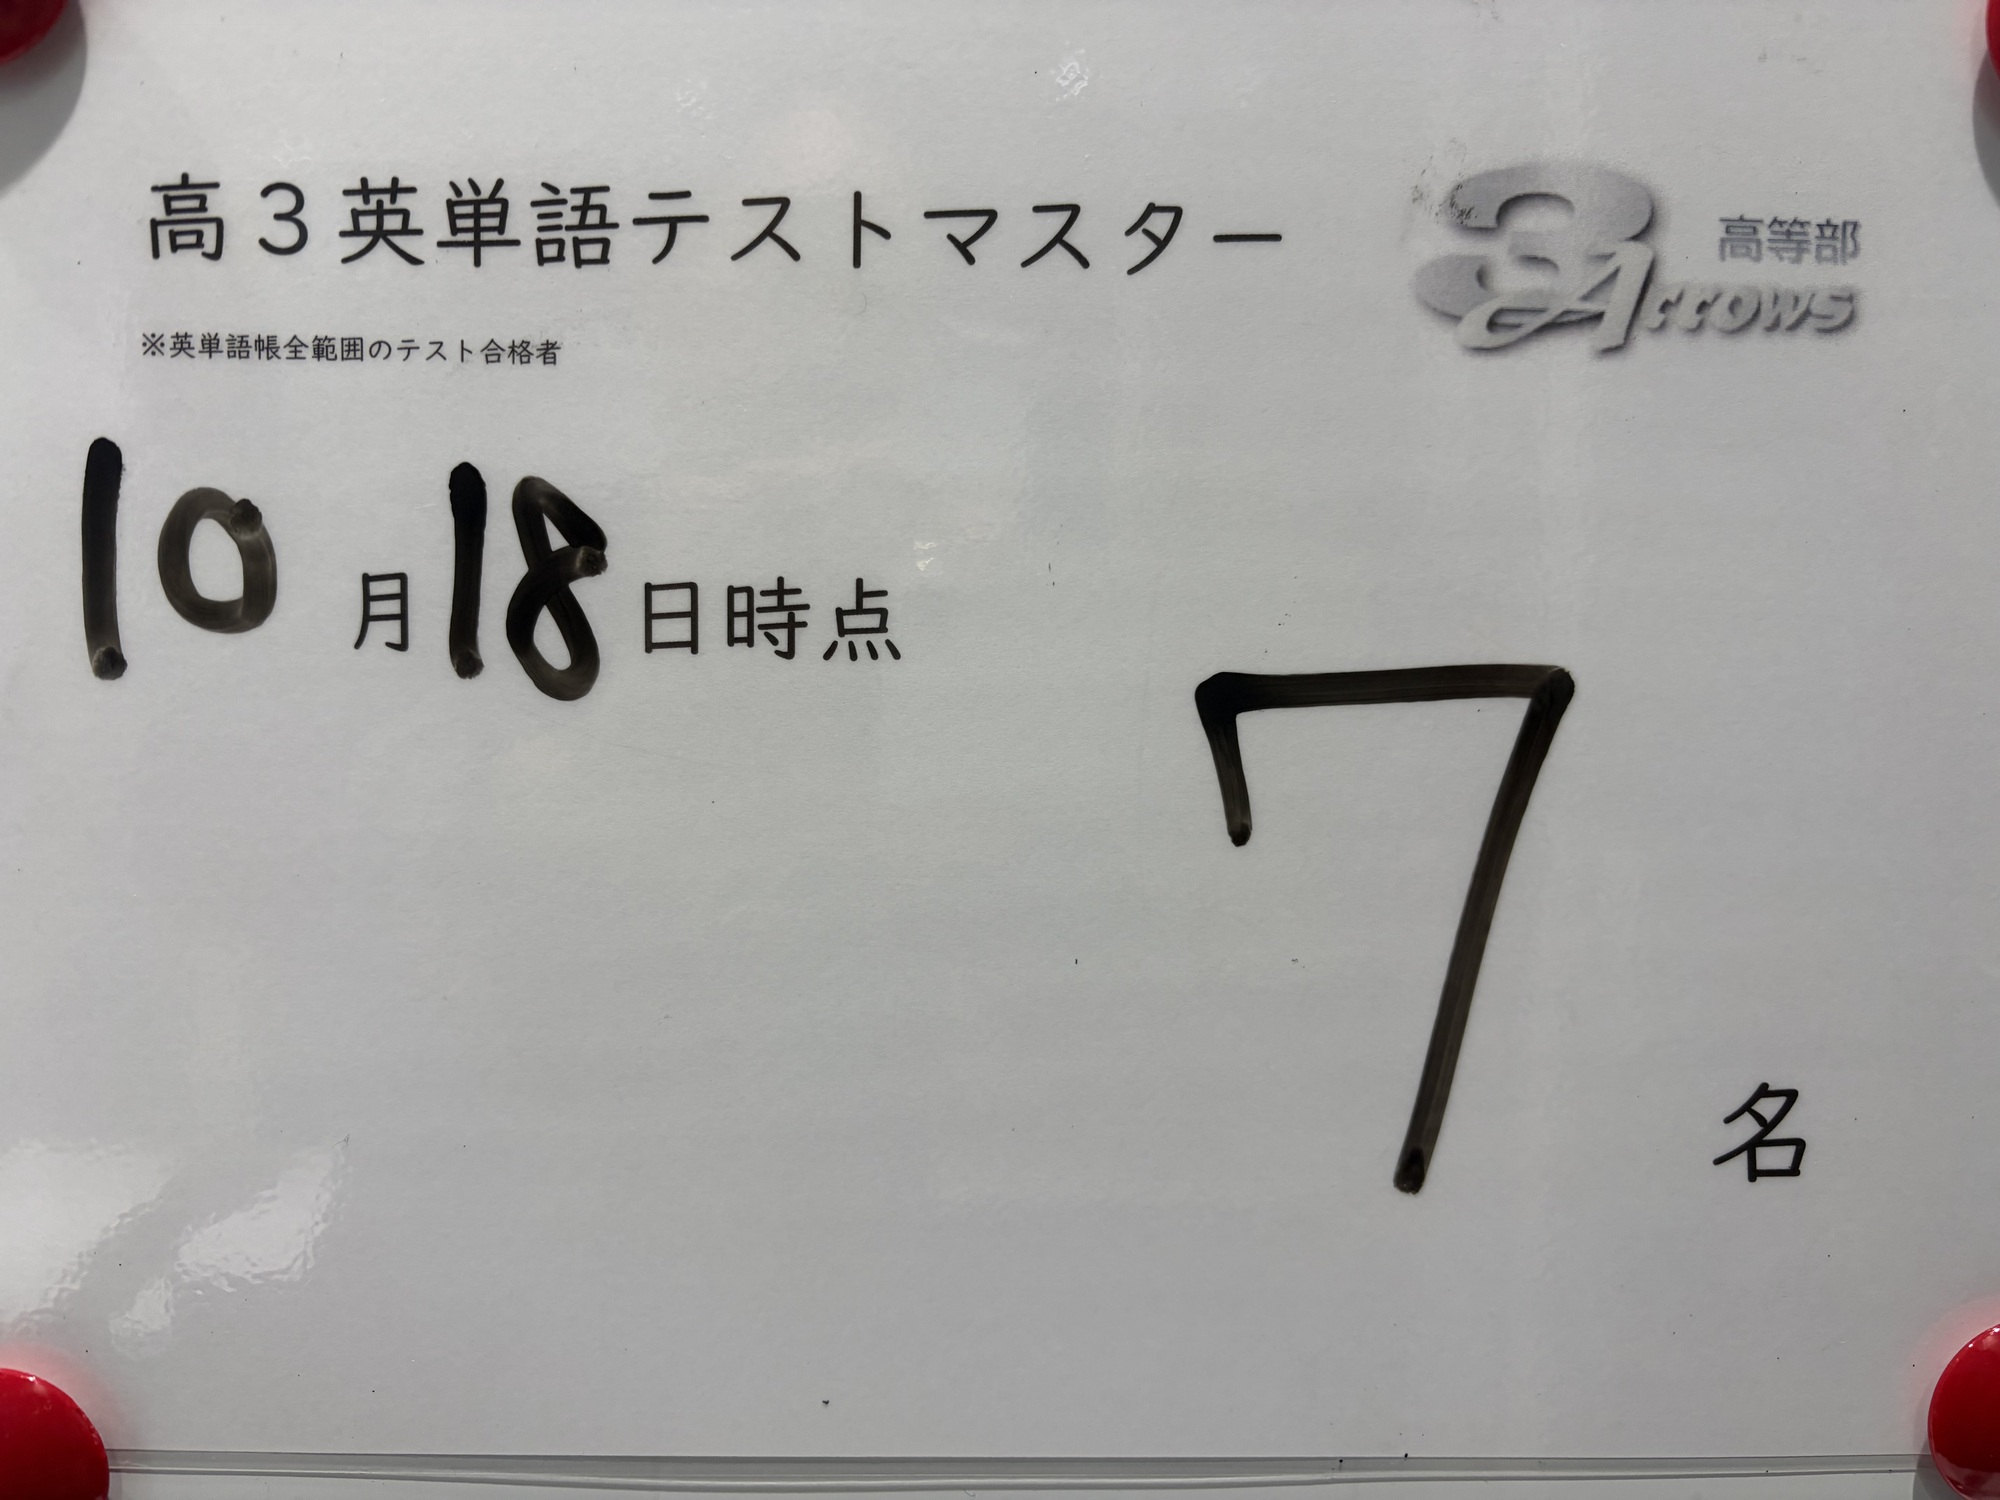 高３英単語テストマスター
高等部
3 Arrows
※英単語帳全範囲のテスト合格者
10月18日時点
7名